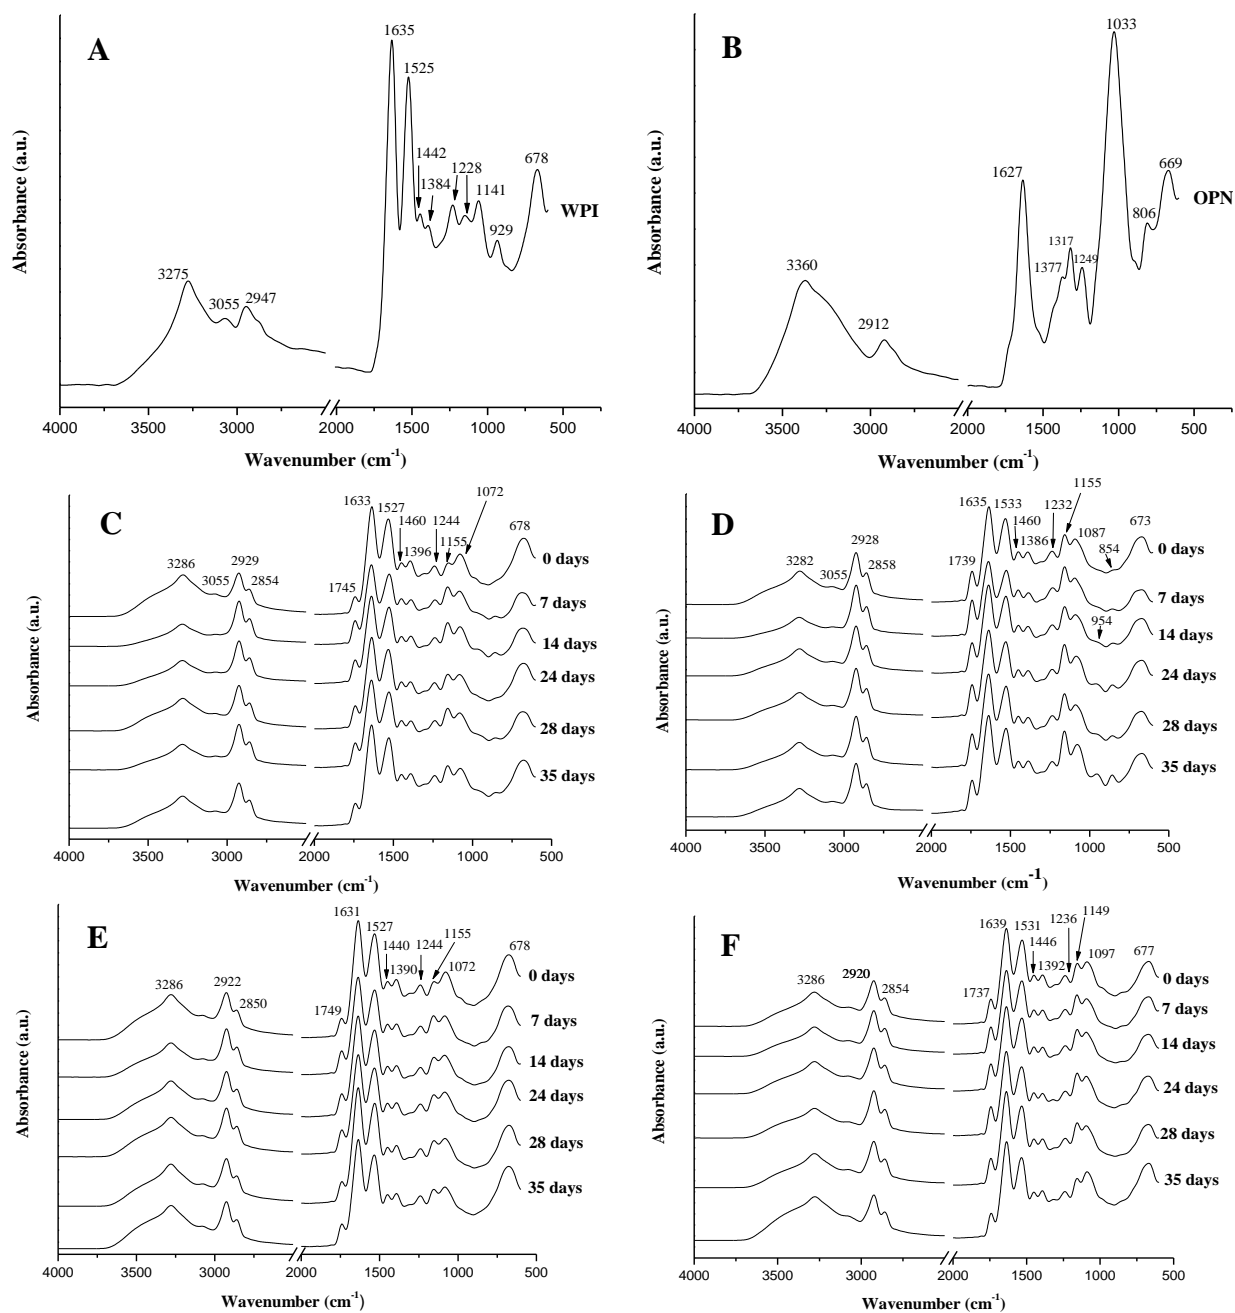 A
1635
1525
1442
1384
1228
1141
929
678
WPI
3275
3055
2947
Absorbance (a.u.)
4000 3500 3000 2000 1500 1000 500
Wavenumber (cm-1)
B
1033
1627
1377
1317
1249
806
669
OPN
3360
2912
Absorbance (a.u.)
4000 3500 3000 2000 1500 1000 500
Wavenumber (cm-1)
C
1633
1527
1460
1396
1244
1155
1072
678
3286
3055
2929
2854
1745
0 days
7 days
14 days
24 days
28 days
35 days
Absorbance (a.u.)
4000 3500 3000 2000 1500 1000 500
Wavenumber (cm-1)
D
1635
1533
1460
1386
1232
1155
1087
854
673
3282
3055
2928
2858
1739
954
0 days
7 days
14 days
24 days
28 days
35 days
Absorbance (a.u.)
4000 3500 3000 2000 1500 1000 500
Wavenumber (cm-1)
E
1631
1527
1440
1390
1244
1155
1072
678
3286
2922
2850
1749
0 days
7 days
14 days
24 days
28 days
35 days
Absorbance (a.u.)
4000 3500 3000 2000 1500 1000 500
Wavenumber (cm-1)
F
1639
1531
1446
1392
1236
1149
1097
677
3286
2920
2854
1737
0 days
7 days
14 days
24 days
28 days
35 days
Absorbance (a.u.)
4000 3500 3000 2000 1500 1000 500
Wavenumber (cm-1)